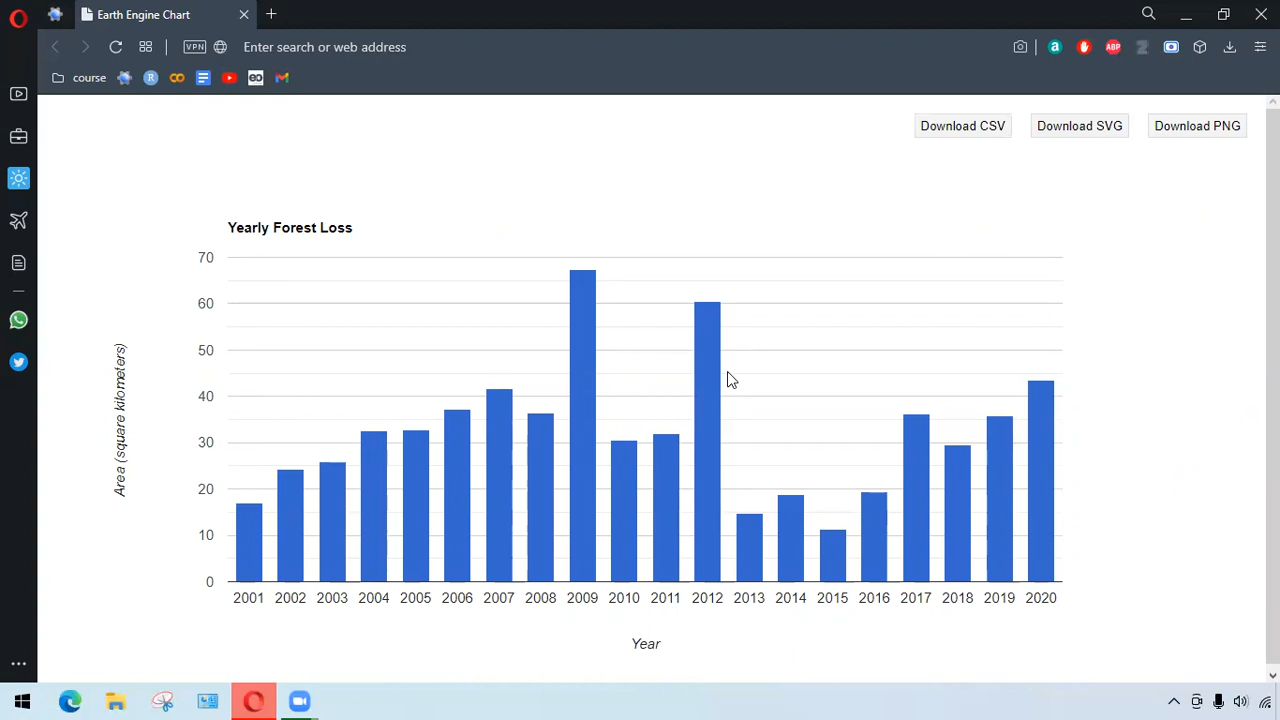 Earth Engine Chart
VPN
Enter search or web address
ABP
course
Download CSV
Download SVG
Download PNG
Yearly Forest Loss
70
60
50
40
30
20
10
0
Area (square kilometers)
2001 2002 2003 2004 2005 2006 2007 2008 2009 2010 2011 2012 2013 2014 2015 2016 2017 2018 2019 2020
Year